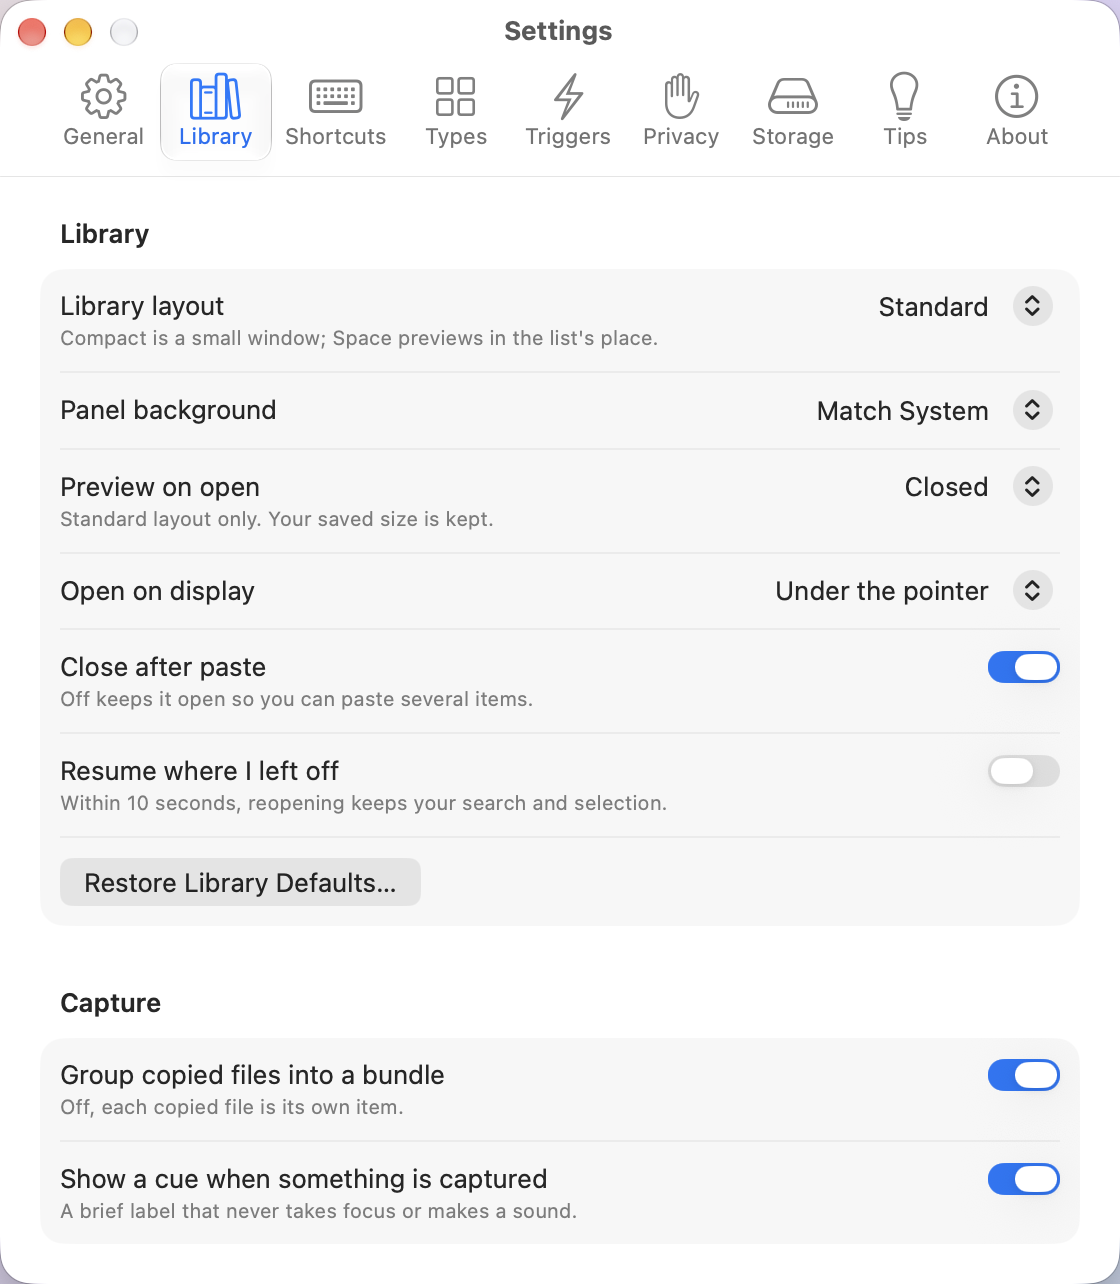 Settings
General
Library
Shortcuts
Types
Triggers
Privacy
Storage
Tips
About
Library
Library layout
Standard
Compact is a small window; Space previews in the list's place.
Panel background
Match System
Preview on open
Closed
Standard layout only. Your saved size is kept.
Open on display
Under the pointer
Close after paste
Off keeps it open so you can paste several items.
Resume where I left off
Within 10 seconds, reopening keeps your search and selection.
Restore Library Defaults...
Capture
Group copied files into a bundle
Off, each copied file is its own item.
Show a cue when something is captured
A brief label that never takes focus or makes a sound.